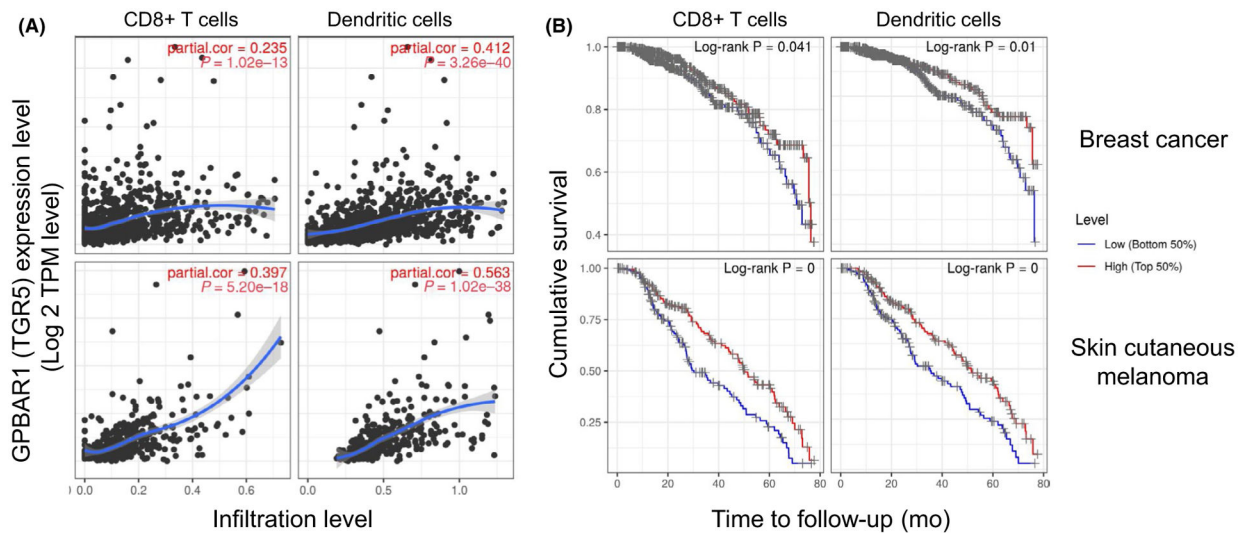 (A)
CD8+ T cells
Dendritic cells
partial.cor = 0.235
P = 1.02e−13
partial.cor = 0.412
P = 3.26e−40
partial.cor = 0.397
P = 5.20e−18
partial.cor = 0.563
P = 1.02e−38
GPBAR1 (TGR5) expression level
(Log 2 TPM level)
0.0 0.2 0.4 0.6
0.0 0.5 1.0
Infiltration level
(B)
CD8+ T cells
Dendritic cells
Log-rank P = 0.041
Log-rank P = 0.01
1.0
0.8
0.6
0.4
Log-rank P = 0
Log-rank P = 0
1.00
0.75
0.50
0.25
Cumulative survival
0 20 40 60 80
0 20 40 60 80
Time to follow-up (mo)
Breast cancer
Level
Low (Bottom 50%)
High (Top 50%)
Skin cutaneous
melanoma